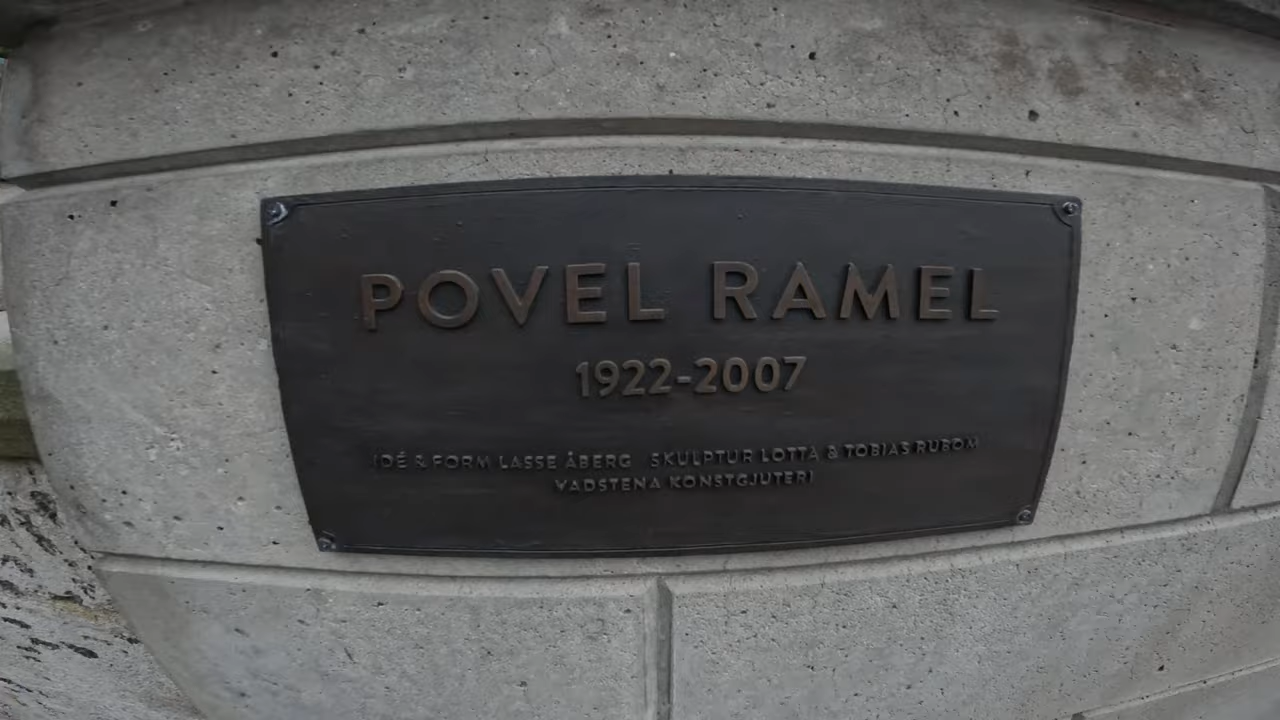 POVEL RAMEL
1922-2007
IDÉ & FORM LASSE ÅBERG SKULPTUR LOTTA & TOBIAS RUBOM
VADSTENA KONSTGJUTERI